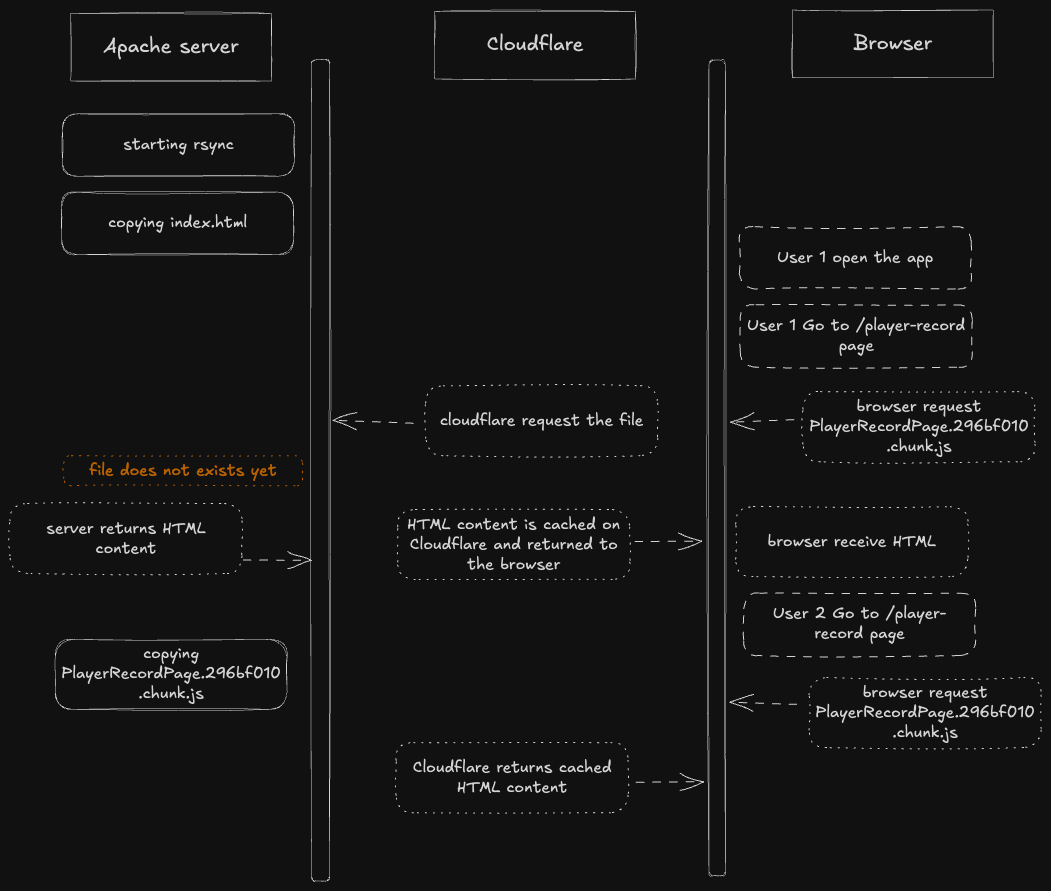 Apache server
Cloudflare
Browser
starting rsync
copying index.html
User 1 open the app
User 1 Go to /player-record
page
cloudflare request the file
browser request
PlayerRecordPage.296bf010
.chunk.js
file does not exists yet
server returns HTML
content
HTML content is cached on
Cloudflare and returned to
the browser
browser receive HTML
User 2 Go to /player-
record page
copying
PlayerRecordPage.296bf010
.chunk.js
browser request
PlayerRecordPage.296bf010
.chunk.js
Cloudflare returns cached
HTML content